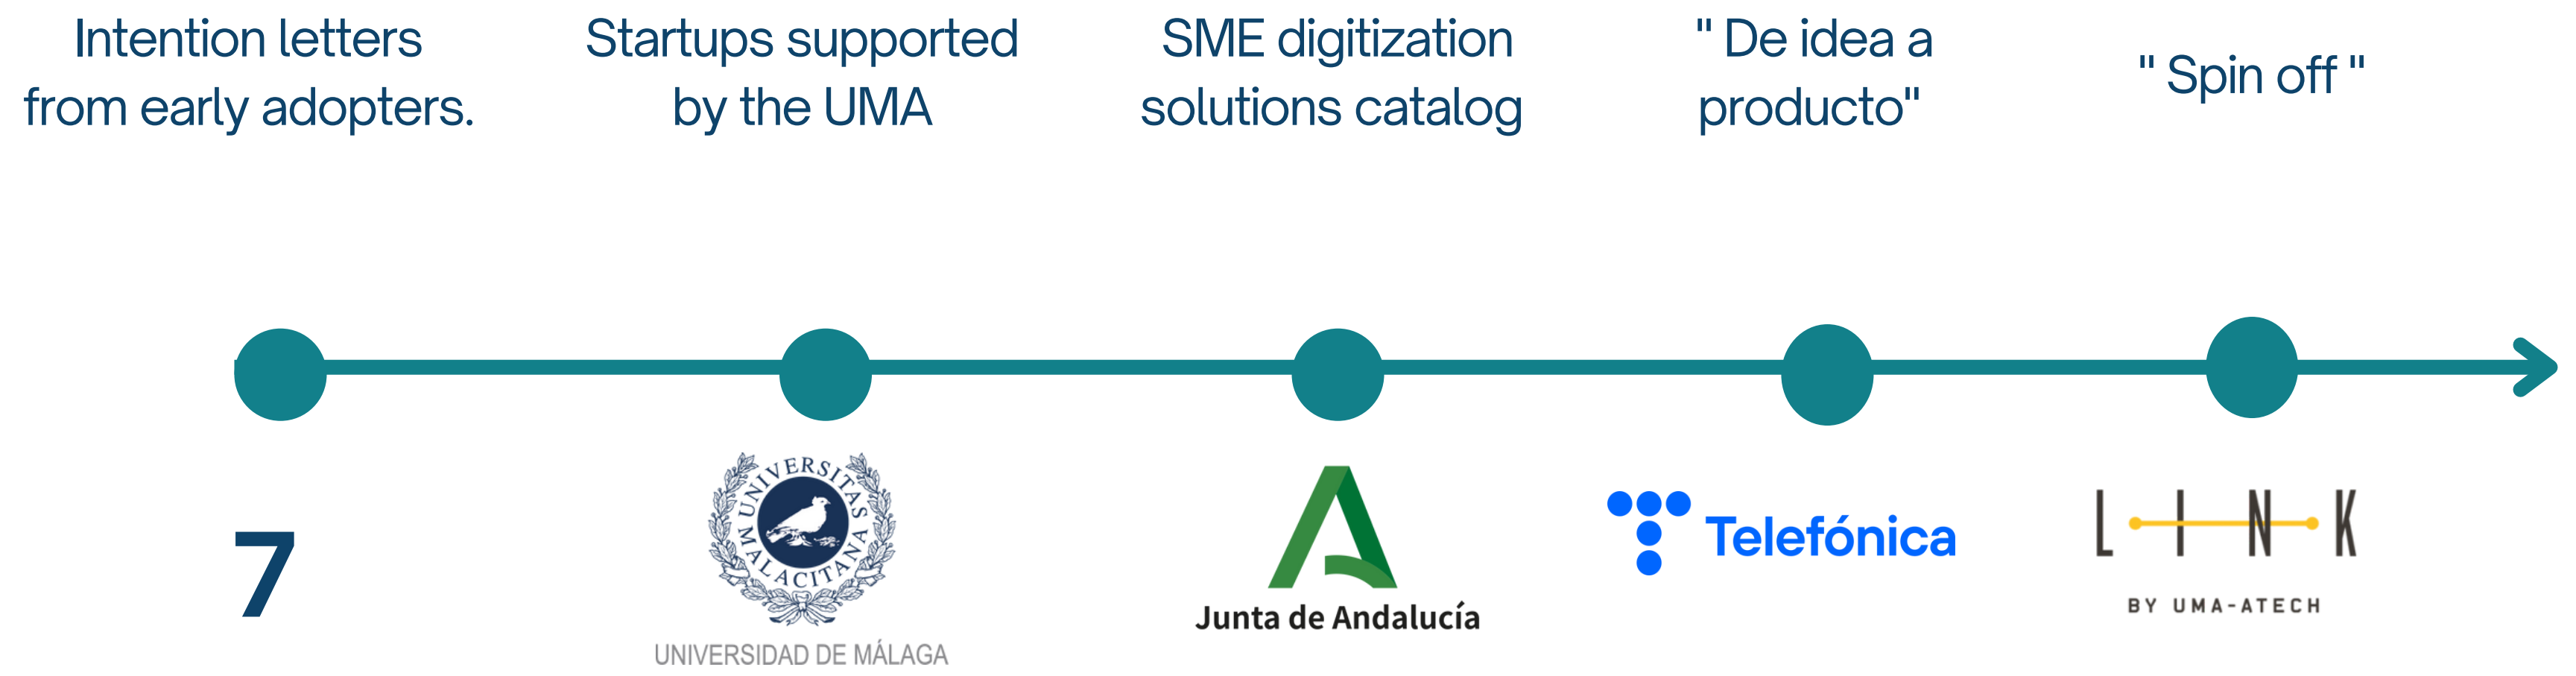 Intention letters
from early adopters.
Startups supported
by the UMA
SME digitization
solutions catalog
" De idea a
producto"
" Spin off "
7
UNIVERSITAS
MALACITANA
UNIVERSIDAD DE MÁLAGA
Junta de Andalucía
Telefónica
LINK
BY UMA-ATECH